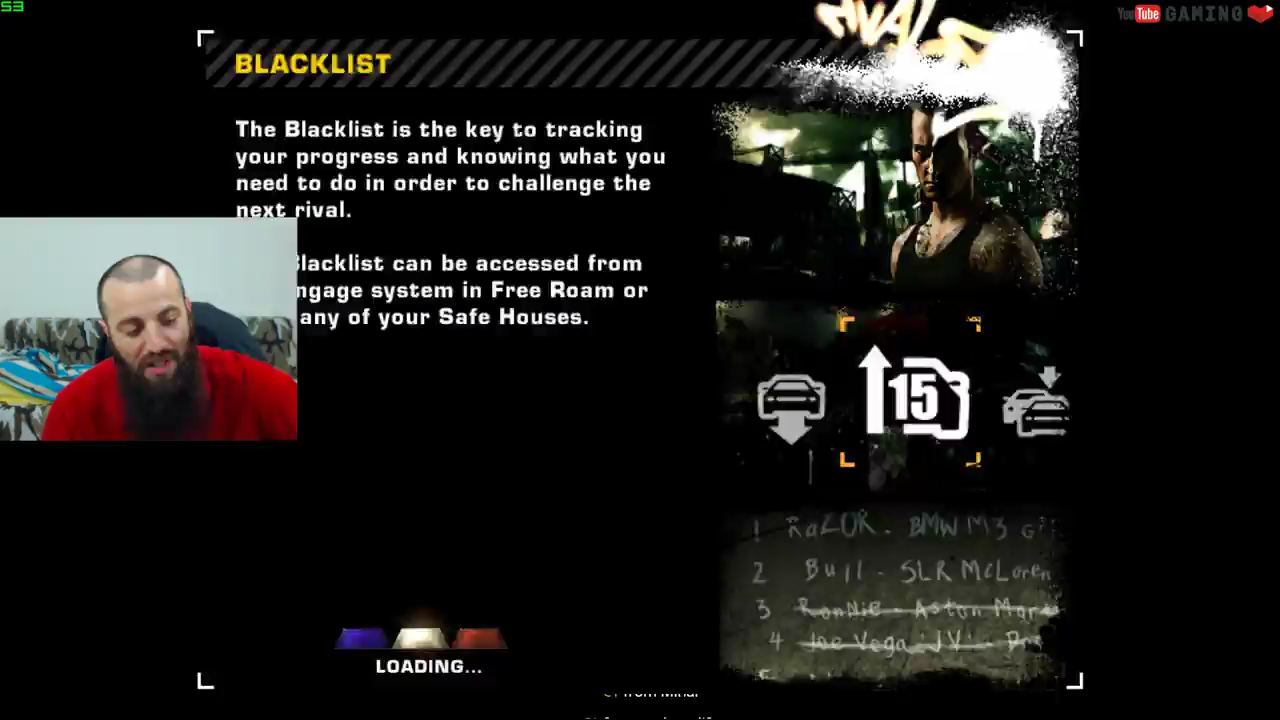 53
YouTube GAMING
BLACKLIST
The Blacklist is the key to tracking
your progress and knowing what you
need to do in order to challenge the
next rival.
Blacklist can be accessed from
system in Free Roam or
any of your Safe Houses.
15
1 RaZOR - BMW M3
2 Bull - SLR McLaren
3 Ronnie - Aston
4 Joe Vega "JV" -
LOADING...